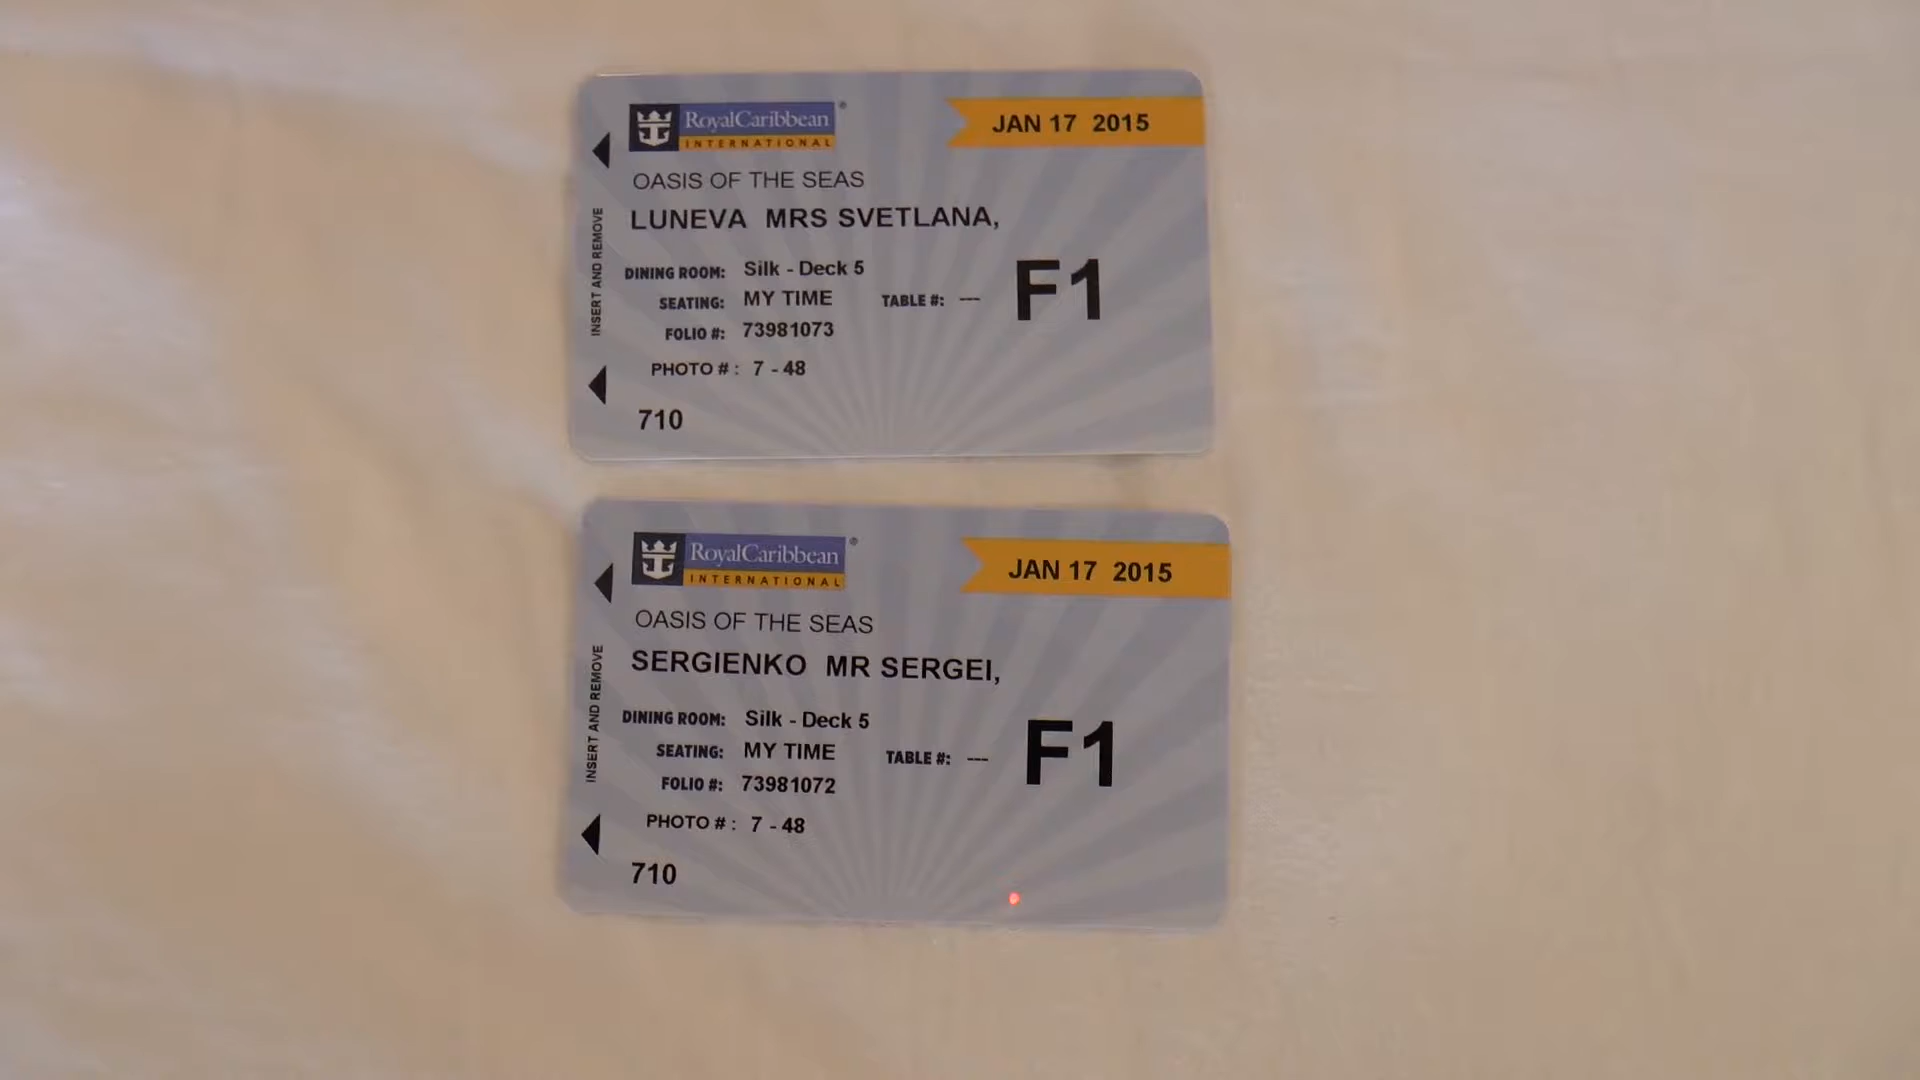 RoyalCaribbean®
INTERNATIONAL
JAN 17 2015
OASIS OF THE SEAS
LUNEVA MRS SVETLANA,
INSERT AND REMOVE
DINING ROOM: Silk - Deck 5
SEATING: MY TIME TABLE #: ---
F1
FOLIO #: 73981073
PHOTO # : 7 - 48
710
RoyalCaribbean®
INTERNATIONAL
JAN 17 2015
OASIS OF THE SEAS
SERGIENKO MR SERGEI,
INSERT AND REMOVE
DINING ROOM: Silk - Deck 5
SEATING: MY TIME TABLE #: ---
F1
FOLIO #: 73981072
PHOTO # : 7 - 48
710